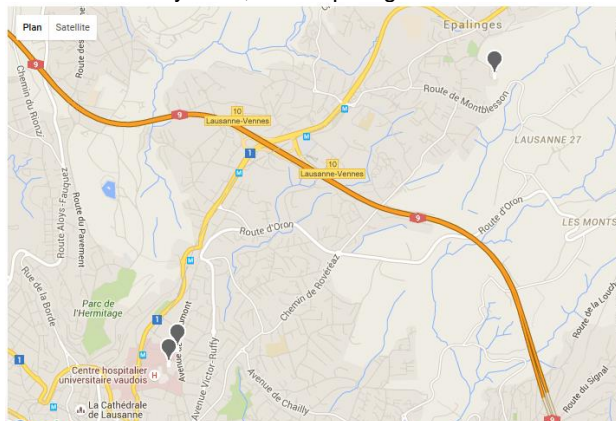 Plan Satellite
Epalinges
Route de Montblesson
LAUSANNE 27
9
Chemin du Rionzi
9
10
Lausanne-Vennes
M
1
M
10
Lausanne-Vennes
M
Route Aloys-Fauquez
Route du Pavement
9
Route d'Oron
LES MONTS
Route d'Oron
Chemin de Rovéréaz
Rue de la Borde
Parc de
l'Hermitage
1
M
Avenue Victor-Ruffy
Centre hospitalier
universitaire vaudois
H
M
Avenue de Chailly
1
La Cathédrale
de Lausanne
M
Route du Signal
9